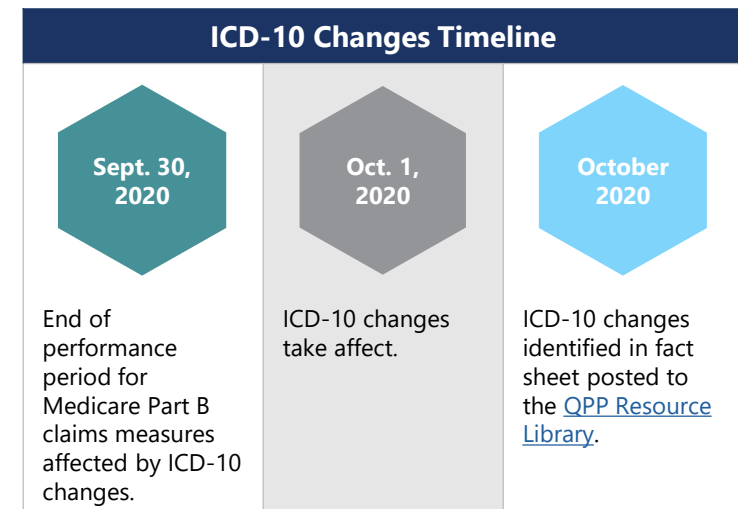 ICD-10 Changes Timeline
Sept. 30,
2020
End of
performance
period for
Medicare Part B
claims measures
affected by ICD-10
changes.
Oct. 1,
2020
ICD-10 changes
take affect.
October
2020
ICD-10 changes
identified in fact
sheet posted to
the QPP Resource
Library.